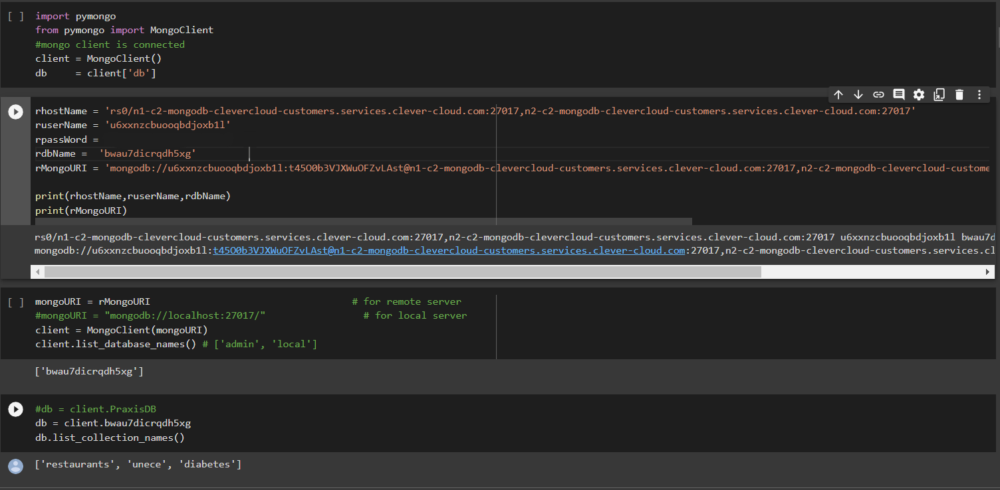 [ ] import pymongo
from pymongo import MongoClient
#mongo client is connected
client = MongoClient()
db     = client['db']
rhostName = 'rs0/n1-c2-mongodb-clevercloud-customers.services.clever-cloud.com:27017,n2-c2-mongodb-clevercloud-customers.services.clever-cloud.com:27017'
ruserName = 'u6xxnzcbuooqbdjoxb1l'
rpassWord =
rdbName =  'bwau7dicrqdh5xg'
rMongoURI = 'mongodb://u6xxnzcbuooqbdjoxb1l:t45O0b3VJXWuOFZvLAst@n1-c2-mongodb-clevercloud-customers.services.clever-cloud.com:27017,n2-c2-mongodb-clevercloud-custome
print(rhostName,ruserName,rdbName)
print(rMongoURI)
rs0/n1-c2-mongodb-clevercloud-customers.services.clever-cloud.com:27017,n2-c2-mongodb-clevercloud-customers.services.clever-cloud.com:27017 u6xxnzcbuooqbdjoxb1l bwau7d
mongodb://u6xxnzcbuooqbdjoxb1l:t45O0b3VJXWuOFZvLAst@n1-c2-mongodb-clevercloud-customers.services.clever-cloud.com:27017,n2-c2-mongodb-clevercloud-customers.services.cl
[ ] mongoURI = rMongoURI                                   # for remote server
#mongoURI = "mongodb://localhost:27017/"                 # for local server
client = MongoClient(mongoURI)
client.list_database_names() # ['admin', 'local']
['bwau7dicrqdh5xg']
#db = client.PraxisDB
db = client.bwau7dicrqdh5xg
db.list_collection_names()
['restaurants', 'unece', 'diabetes']